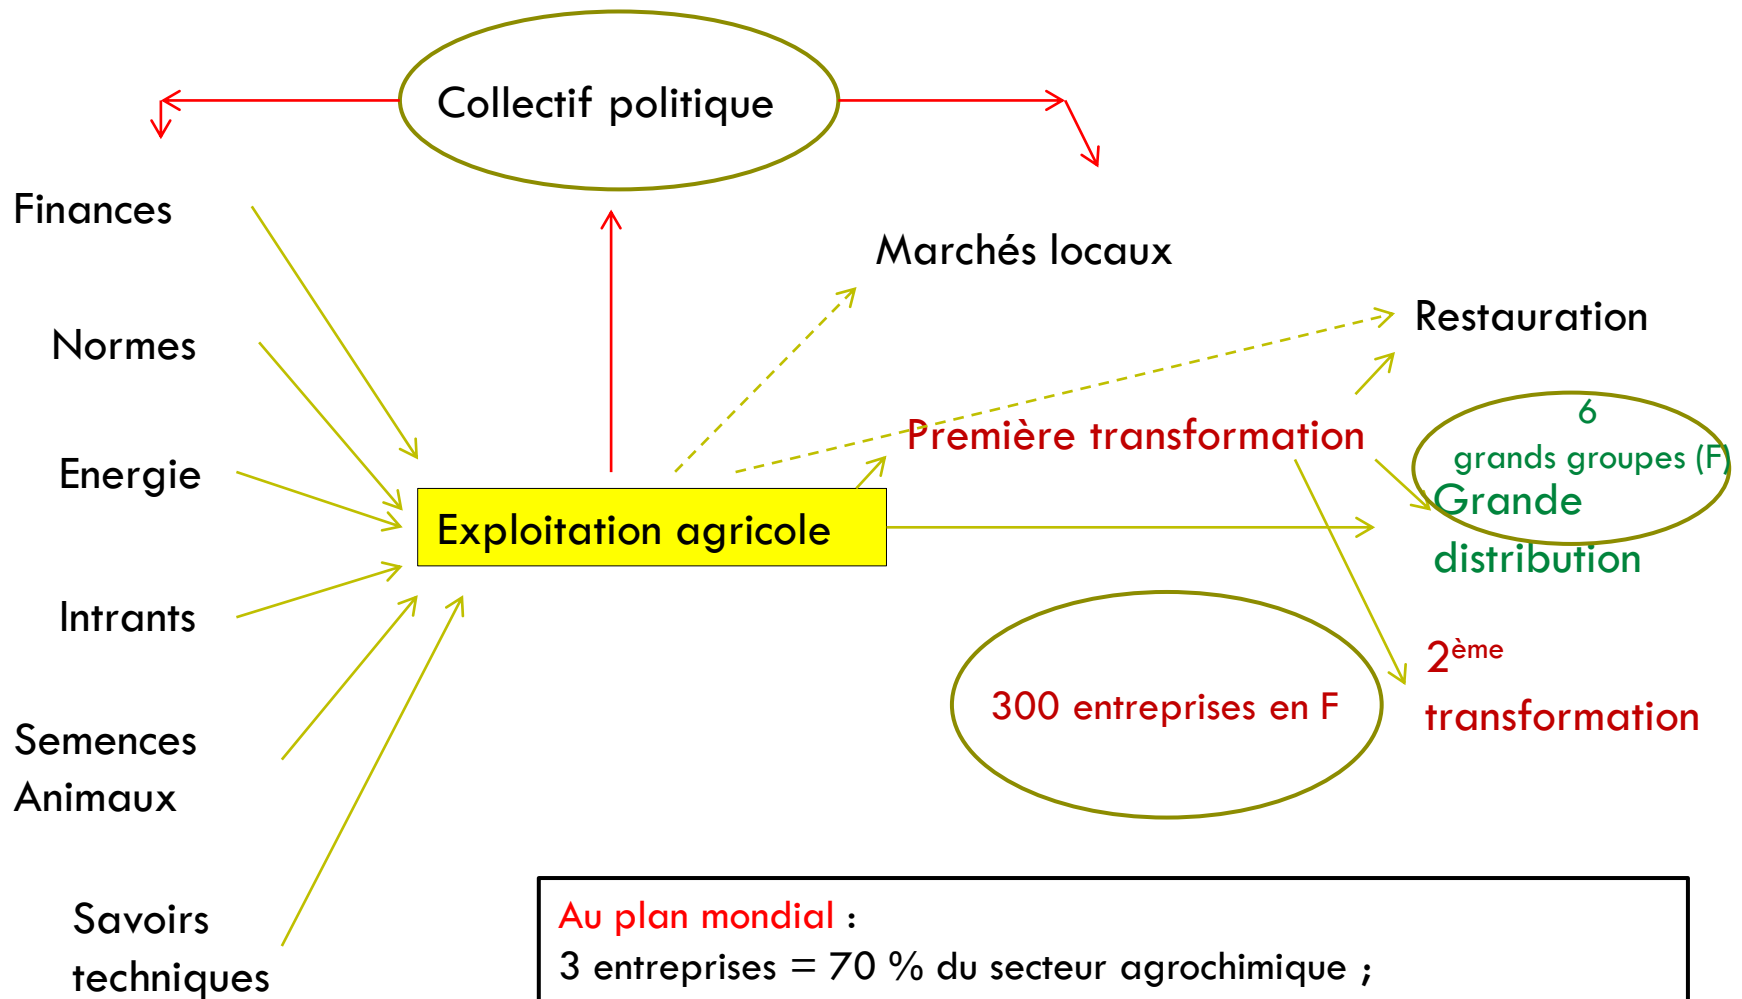 Collectif politique
Finances
Marchés locaux
Normes
Restauration
Energie
Première transformation
6
grands groupes (F)
Grande
distribution
Exploitation agricole
Intrants
300 entreprises en F
2ème
transformation
Semences
Animaux
Savoirs
techniques
Au plan mondial :
3 entreprises = 70 % du secteur agrochimique ;